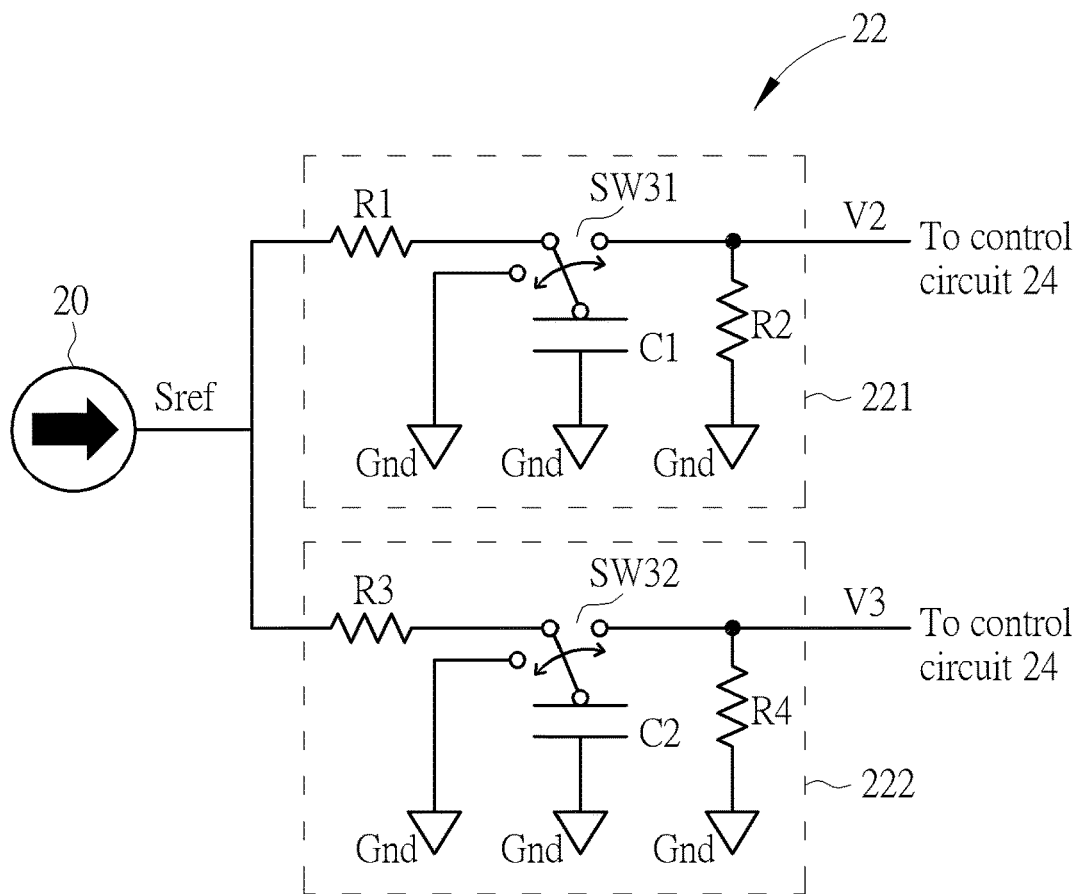 22
SW31
R1
V2
To control
circuit 24
20
R2
C1
Sref
221
Gnd
Gnd
Gnd
SW32
R3
V3
To control
circuit 24
R4
C2
222
Gnd
Gnd
Gnd